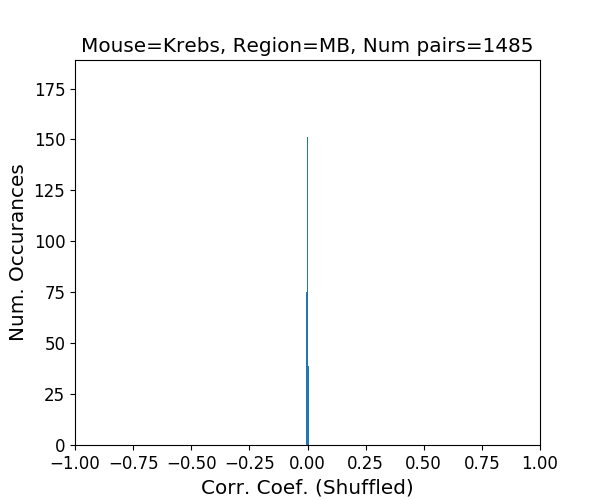 Mouse=Krebs, Region=MB, Num pairs=1485
175
150
125
100
75
50
25
0
Num. Occurances
−1.00 −0.75 −0.50 −0.25 0.00 0.25 0.50 0.75 1.00
Corr. Coef. (Shuffled)